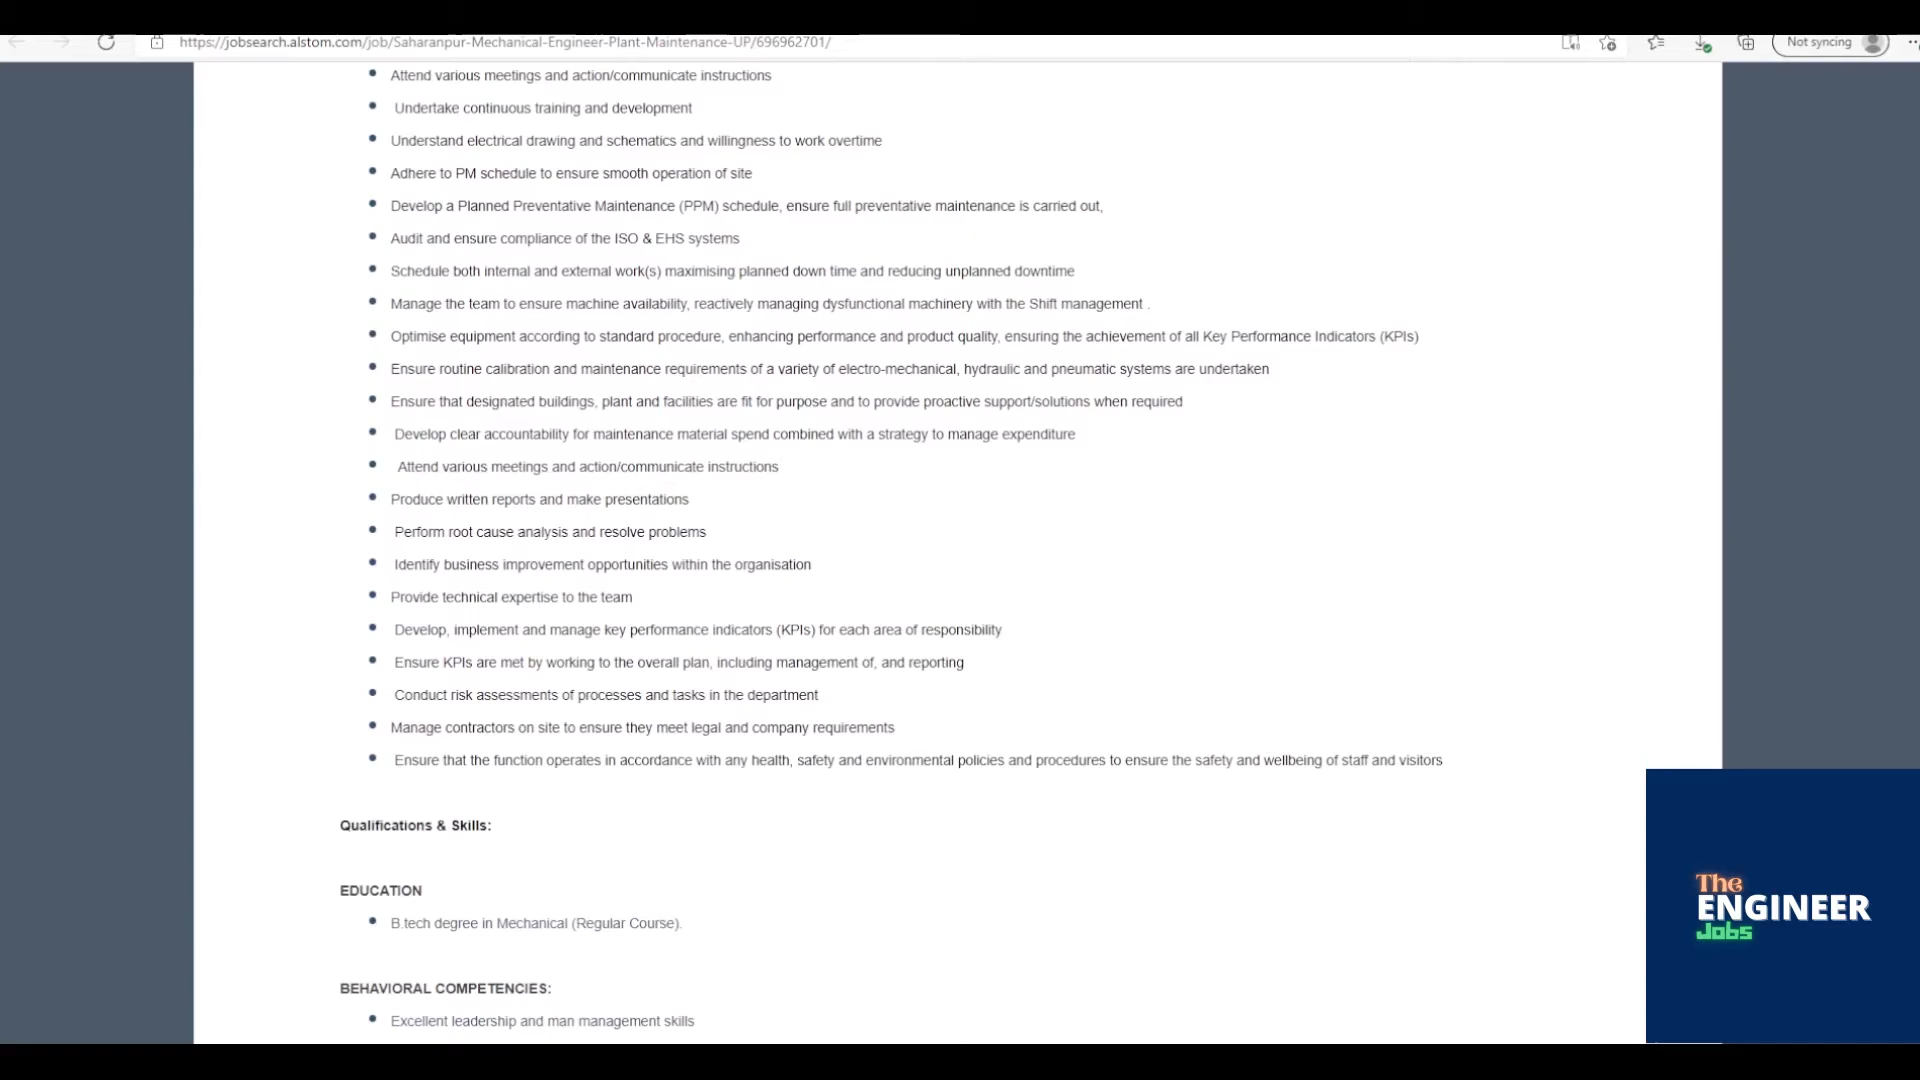 https://jobsearch.alstom.com/job/Saharanpur-Mechanical-Engineer-Plant-Maintenance-UP/696962701/
Not syncing
Attend various meetings and action/communicate instructions
Undertake continuous training and development
Understand electrical drawing and schematics and willingness to work overtime
Adhere to PM schedule to ensure smooth operation of site
Develop a Planned Preventative Maintenance (PPM) schedule, ensure full preventative maintenance is carried out,
Audit and ensure compliance of the ISO & EHS systems
Schedule both internal and external work(s) maximising planned down time and reducing unplanned downtime
Manage the team to ensure machine availability, reactively managing dysfunctional machinery with the Shift management .
Optimise equipment according to standard procedure, enhancing performance and product quality, ensuring the achievement of all Key Performance Indicators (KPIs)
Ensure routine calibration and maintenance requirements of a variety of electro-mechanical, hydraulic and pneumatic systems are undertaken
Ensure that designated buildings, plant and facilities are fit for purpose and to provide proactive support/solutions when required
Develop clear accountability for maintenance material spend combined with a strategy to manage expenditure
Attend various meetings and action/communicate instructions
Produce written reports and make presentations
Perform root cause analysis and resolve problems
Identify business improvement opportunities within the organisation
Provide technical expertise to the team
Develop, implement and manage key performance indicators (KPIs) for each area of responsibility
Ensure KPIs are met by working to the overall plan, including management of, and reporting
Conduct risk assessments of processes and tasks in the department
Manage contractors on site to ensure they meet legal and company requirements
Ensure that the function operates in accordance with any health, safety and environmental policies and procedures to ensure the safety and wellbeing of staff and visitors
Qualifications & Skills:
EDUCATION
B.tech degree in Mechanical (Regular Course).
BEHAVIORAL COMPETENCIES:
Excellent leadership and man management skills
The
ENGINEER
Jobs